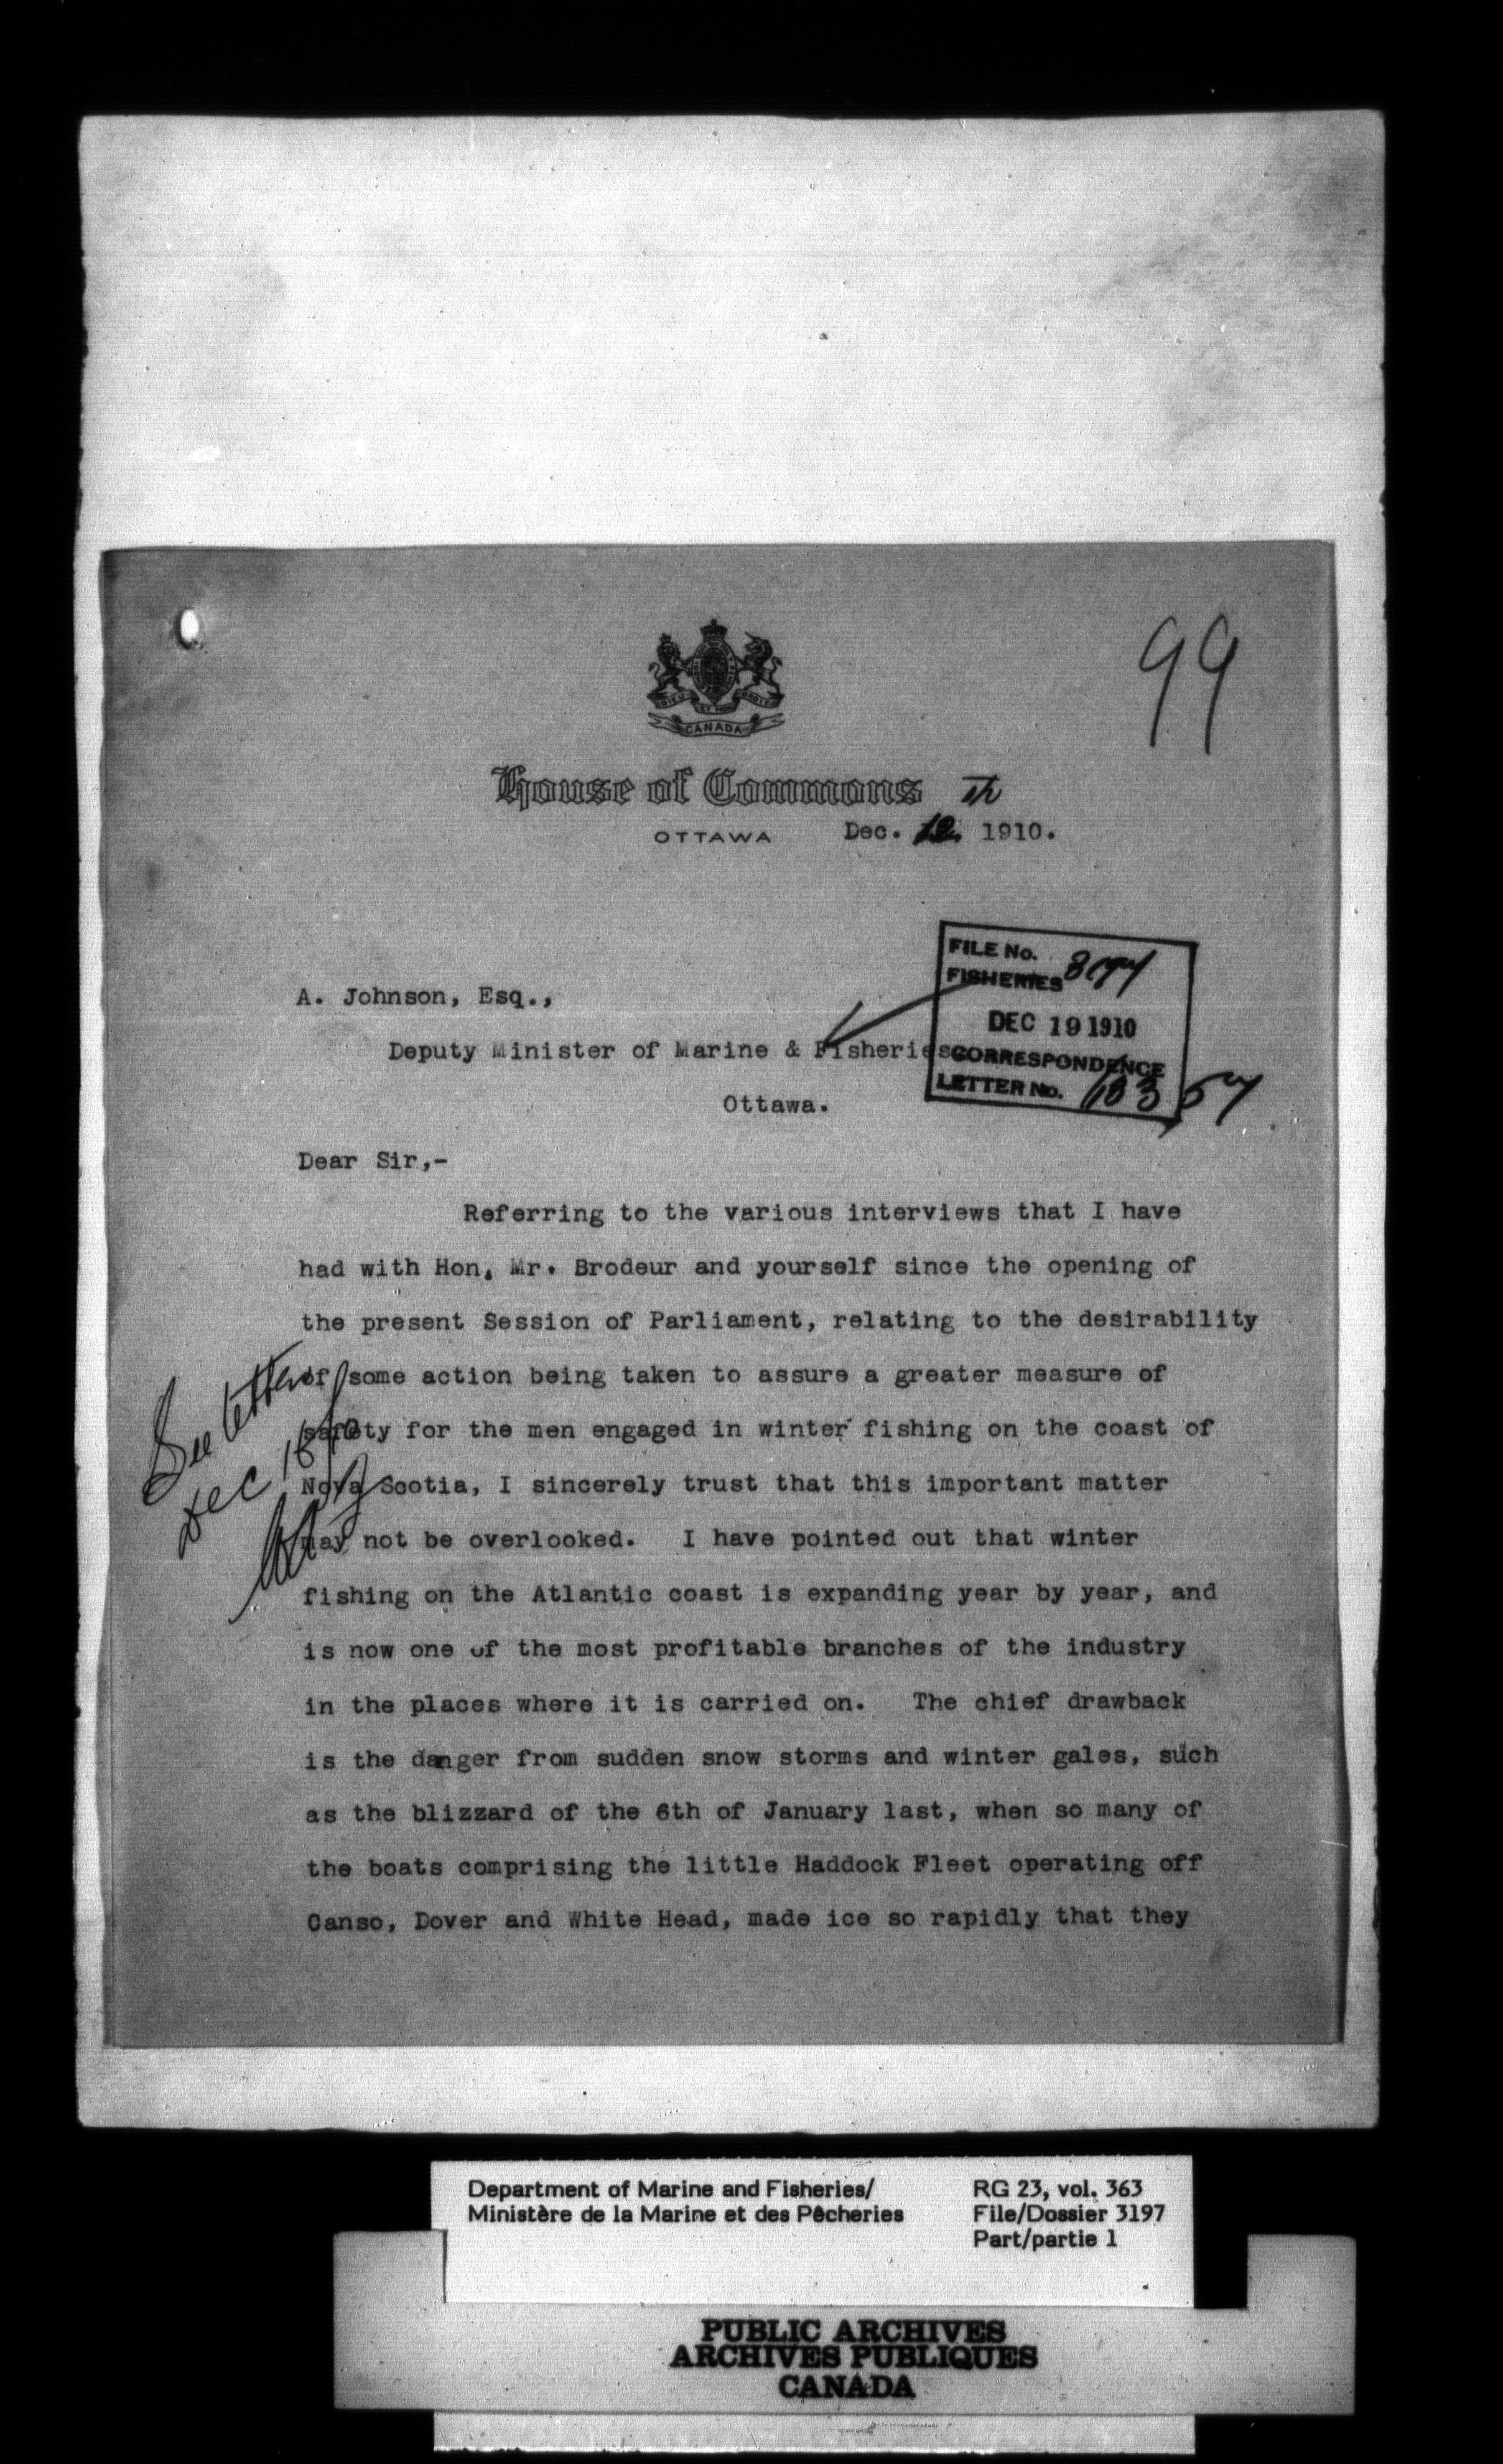 99
DIEU ET MON DROIT
CANADA
House of Commons
OTTAWA Dec. 12th 1910.
FILE No.
FISHERIES
DEC 19 1910
CORRESPONDENCE
LETTER No.
A. Johnson, Esq.,
Deputy Minister of Marine & Fisheries
Ottawa.
Dear Sir,-
Referring to the various interviews that I have
had with Hon. Mr. Brodeur and yourself since the opening of
the present Session of Parliament, relating to the desirability
of some action being taken to assure a greater measure of
safety for the men engaged in winter fishing on the coast of
Nova Scotia, I sincerely trust that this important matter
may not be overlooked. I have pointed out that winter
fishing on the Atlantic coast is expanding year by year, and
is now one of the most profitable branches of the industry
in the places where it is carried on. The chief drawback
is the danger from sudden snow storms and winter gales, such
as the blizzard of the 6th of January last, when so many of
the boats comprising the little Haddock Fleet operating off
Canso, Dover and White Head, made ice so rapidly that they
See letter
Dec
Department of Marine and Fisheries/
Ministère de la Marine et des Pêcheries
RG 23, vol. 363
File/Dossier 3197
Part/partie 1
PUBLIC ARCHIVES
ARCHIVES PUBLIQUES
CANADA